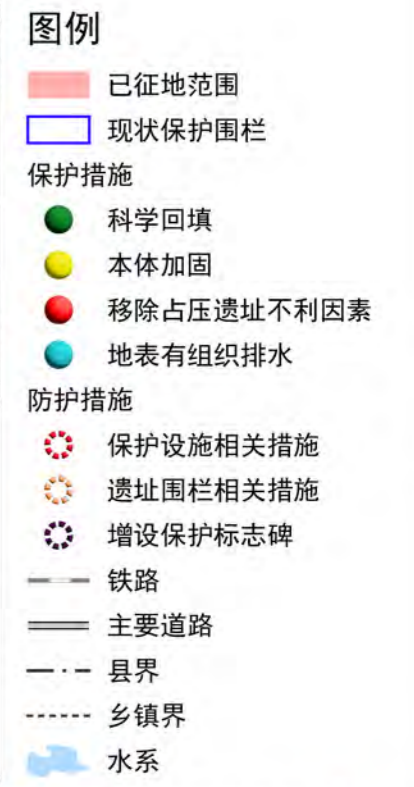 图例
已征地范围
现状保护围栏
保护措施
科学回填
本体加固
移除占压遗址不利因素
地表有组织排水
防护措施
保护设施相关措施
遗址围栏相关措施
增设保护标志碑
铁路
主要道路
县界
乡镇界
水系